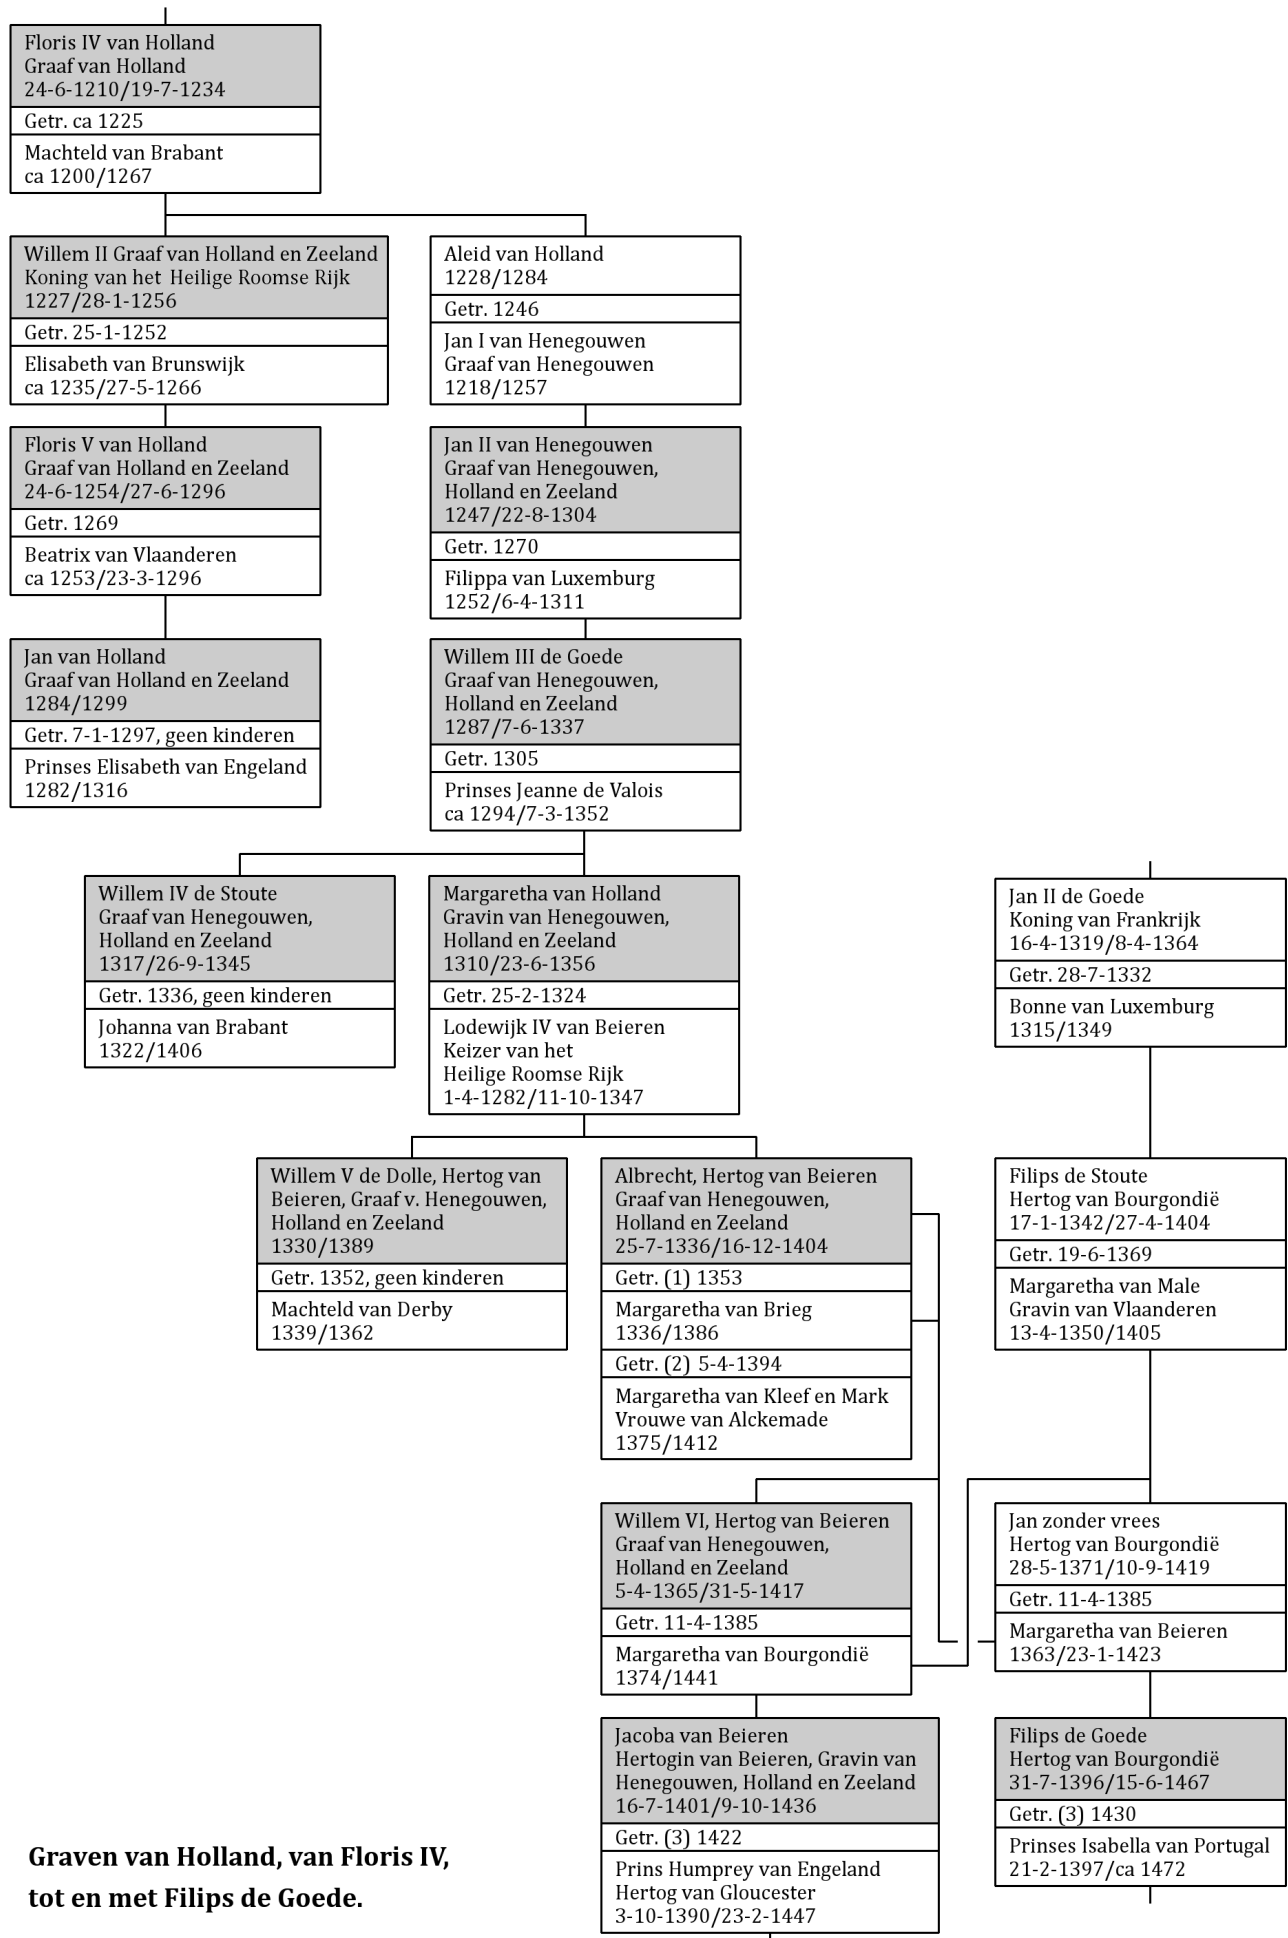 Floris IV van Holland
Graaf van Holland
24-6-1210/19-7-1234
Getr. ca 1225
Machteld van Brabant
ca 1200/1267
Willem II Graaf van Holland en Zeeland
Koning van het Heilige Roomse Rijk
1227/28-1-1256
Getr. 25-1-1252
Elisabeth van Brunswijk
ca 1235/27-5-1266
Aleid van Holland
1228/1284
Getr. 1246
Jan I van Henegouwen
Graaf van Henegouwen
1218/1257
Floris V van Holland
Graaf van Holland en Zeeland
24-6-1254/27-6-1296
Getr. 1269
Beatrix van Vlaanderen
ca 1253/23-3-1296
Jan II van Henegouwen
Graaf van Henegouwen,
Holland en Zeeland
1247/22-8-1304
Getr. 1270
Filippa van Luxemburg
1252/6-4-1311
Jan van Holland
Graaf van Holland en Zeeland
1284/1299
Getr. 7-1-1297, geen kinderen
Prinses Elisabeth van Engeland
1282/1316
Willem III de Goede
Graaf van Henegouwen,
Holland en Zeeland
1287/7-6-1337
Getr. 1305
Prinses Jeanne de Valois
ca 1294/7-3-1352
Willem IV de Stoute
Graaf van Henegouwen,
Holland en Zeeland
1317/26-9-1345
Getr. 1336, geen kinderen
Johanna van Brabant
1322/1406
Margaretha van Holland
Gravin van Henegouwen,
Holland en Zeeland
1310/23-6-1356
Getr. 25-2-1324
Lodewijk IV van Beieren
Keizer van het
Heilige Roomse Rijk
1-4-1282/11-10-1347
Jan II de Goede
Koning van Frankrijk
16-4-1319/8-4-1364
Getr. 28-7-1332
Bonne van Luxemburg
1315/1349
Willem V de Dolle, Hertog van
Beieren, Graaf v. Henegouwen,
Holland en Zeeland
1330/1389
Getr. 1352, geen kinderen
Machteld van Derby
1339/1362
Albrecht, Hertog van Beieren
Graaf van Henegouwen,
Holland en Zeeland
25-7-1336/16-12-1404
Getr. (1) 1353
Margaretha van Brieg
1336/1386
Getr. (2) 5-4-1394
Margaretha van Kleef en Mark
Vrouwe van Alckemade
1375/1412
Filips de Stoute
Hertog van Bourgondië
17-1-1342/27-4-1404
Getr. 19-6-1369
Margaretha van Male
Gravin van Vlaanderen
13-4-1350/1405
Willem VI, Hertog van Beieren
Graaf van Henegouwen,
Holland en Zeeland
5-4-1365/31-5-1417
Getr. 11-4-1385
Margaretha van Bourgondië
1374/1441
Jan zonder vrees
Hertog van Bourgondië
28-5-1371/10-9-1419
Getr. 11-4-1385
Margaretha van Beieren
1363/23-1-1423
Jacoba van Beieren
Hertogin van Beieren, Gravin van
Henegouwen, Holland en Zeeland
16-7-1401/9-10-1436
Getr. (3) 1422
Prins Humprey van Engeland
Hertog van Gloucester
3-10-1390/23-2-1447
Filips de Goede
Hertog van Bourgondië
31-7-1396/15-6-1467
Getr. (3) 1430
Prinses Isabella van Portugal
21-2-1397/ca 1472
Graven van Holland, van Floris IV,
tot en met Filips de Goede.